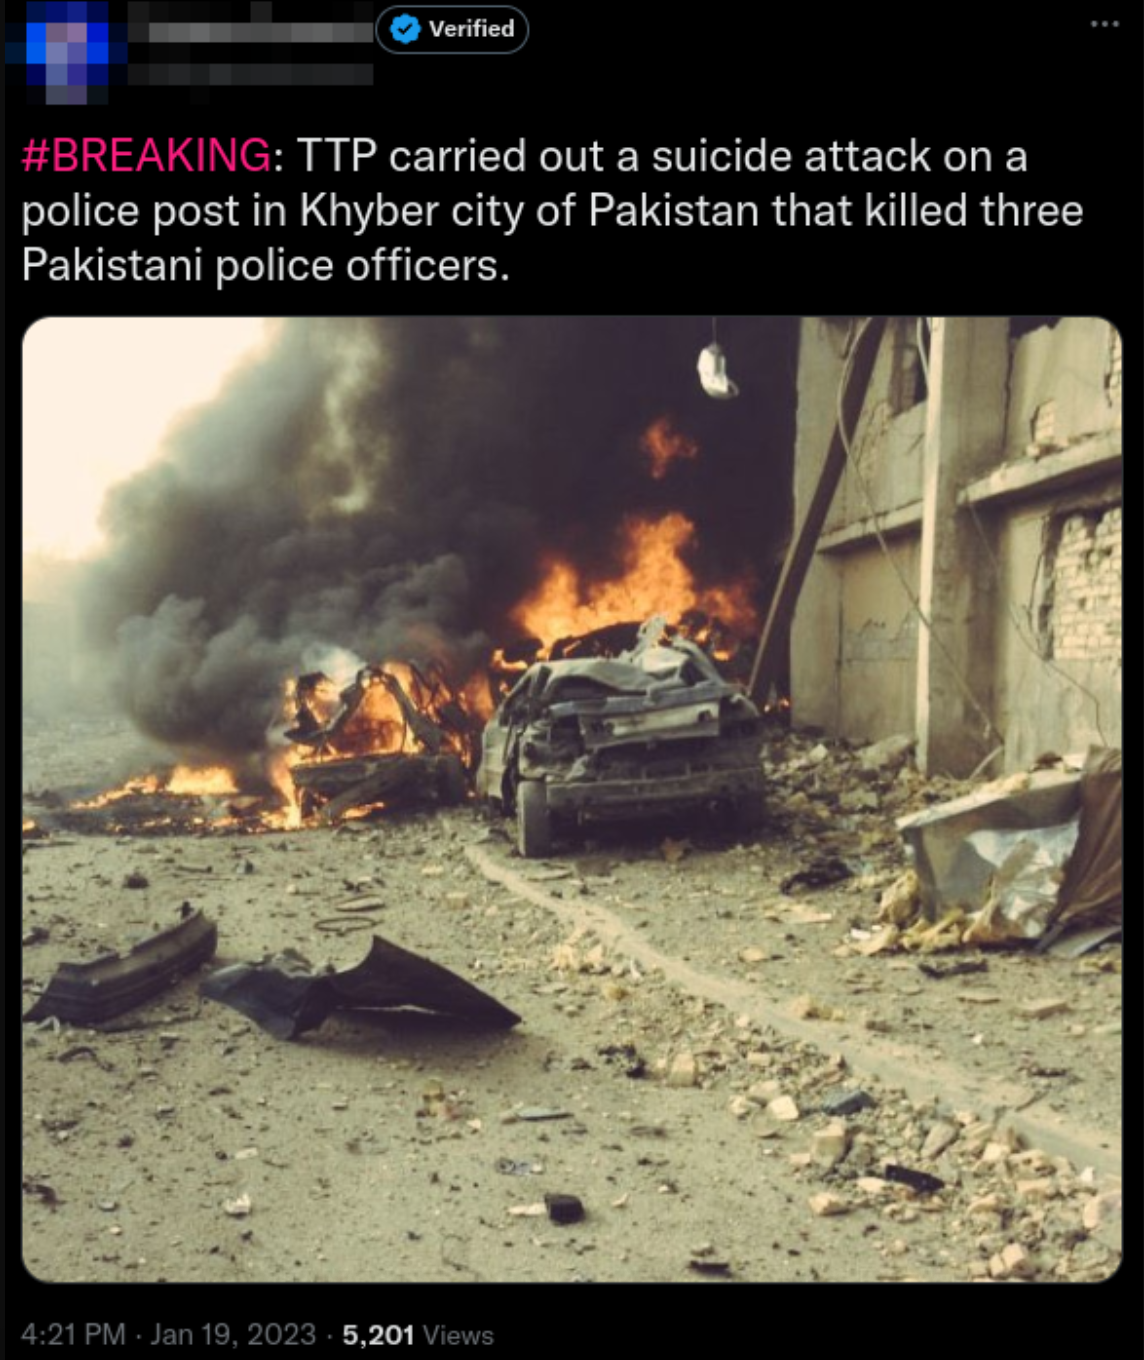 Verified
#BREAKING: TTP carried out a suicide attack on a
police post in Khyber city of Pakistan that killed three
Pakistani police officers.
4:21 PM · Jan 19, 2023 · 5,201 Views